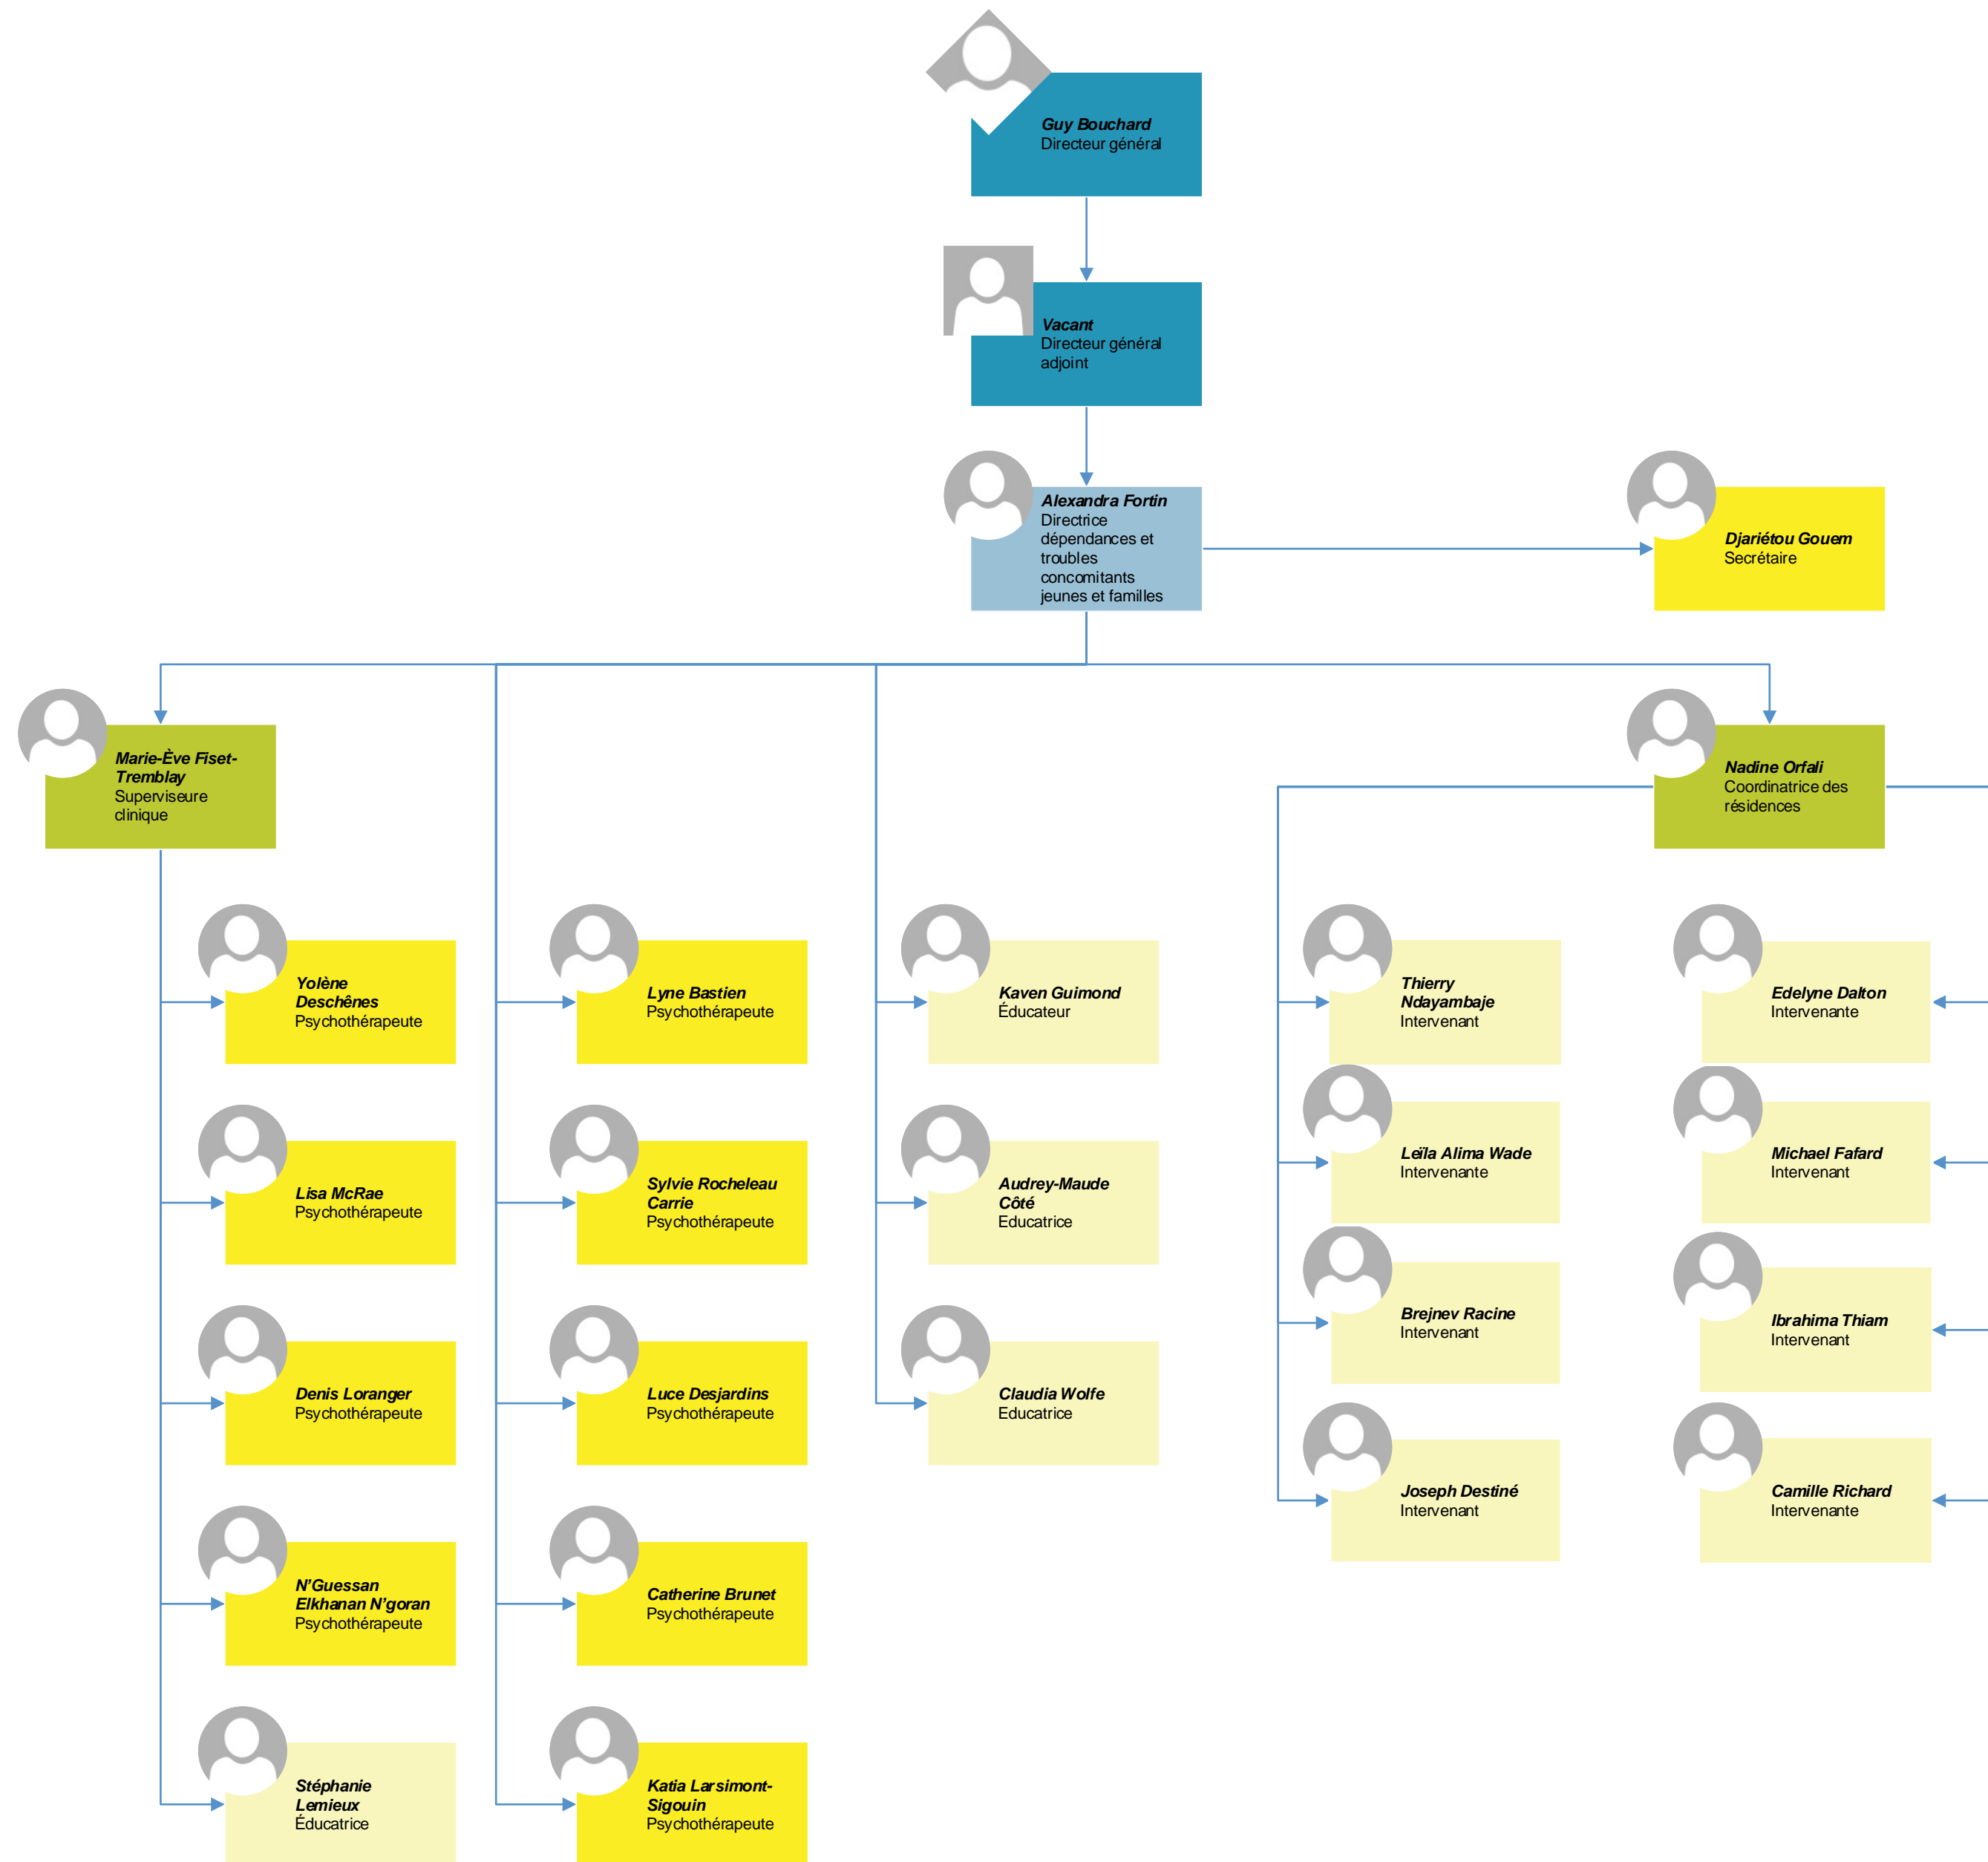 Guy Bouchard
Directeur général
Vacant
Directeur général
adjoint
Alexandra Fortin
Directrice
dépendances et
troubles
concomitants
jeunes et familles
Djariétou Gouem
Secrétaire
Marie-Ève Fiset-
Tremblay
Superviseure
clinique
Nadine Orfali
Coordinatrice des
résidences
Yolène
Deschênes
Psychothérapeute
Lyne Bastien
Psychothérapeute
Kaven Guimond
Éducateur
Thierry
Ndayambaje
Intervenant
Edelyne Dalton
Intervenante
Lisa McRae
Psychothérapeute
Sylvie Rocheleau
Carrie
Psychothérapeute
Audrey-Maude
Côté
Educatrice
Leïla Alima Wade
Intervenante
Michael Fafard
Intervenant
Denis Loranger
Psychothérapeute
Luce Desjardins
Psychothérapeute
Claudia Wolfe
Educatrice
Brejnev Racine
Intervenant
Ibrahima Thiam
Intervenant
Joseph Destiné
Intervenant
Camille Richard
Intervenante
N’Guessan
Elkhanan N’goran
Psychothérapeute
Catherine Brunet
Psychothérapeute
Stéphanie
Lemieux
Éducatrice
Katia Larsimont-
Sigouin
Psychothérapeute